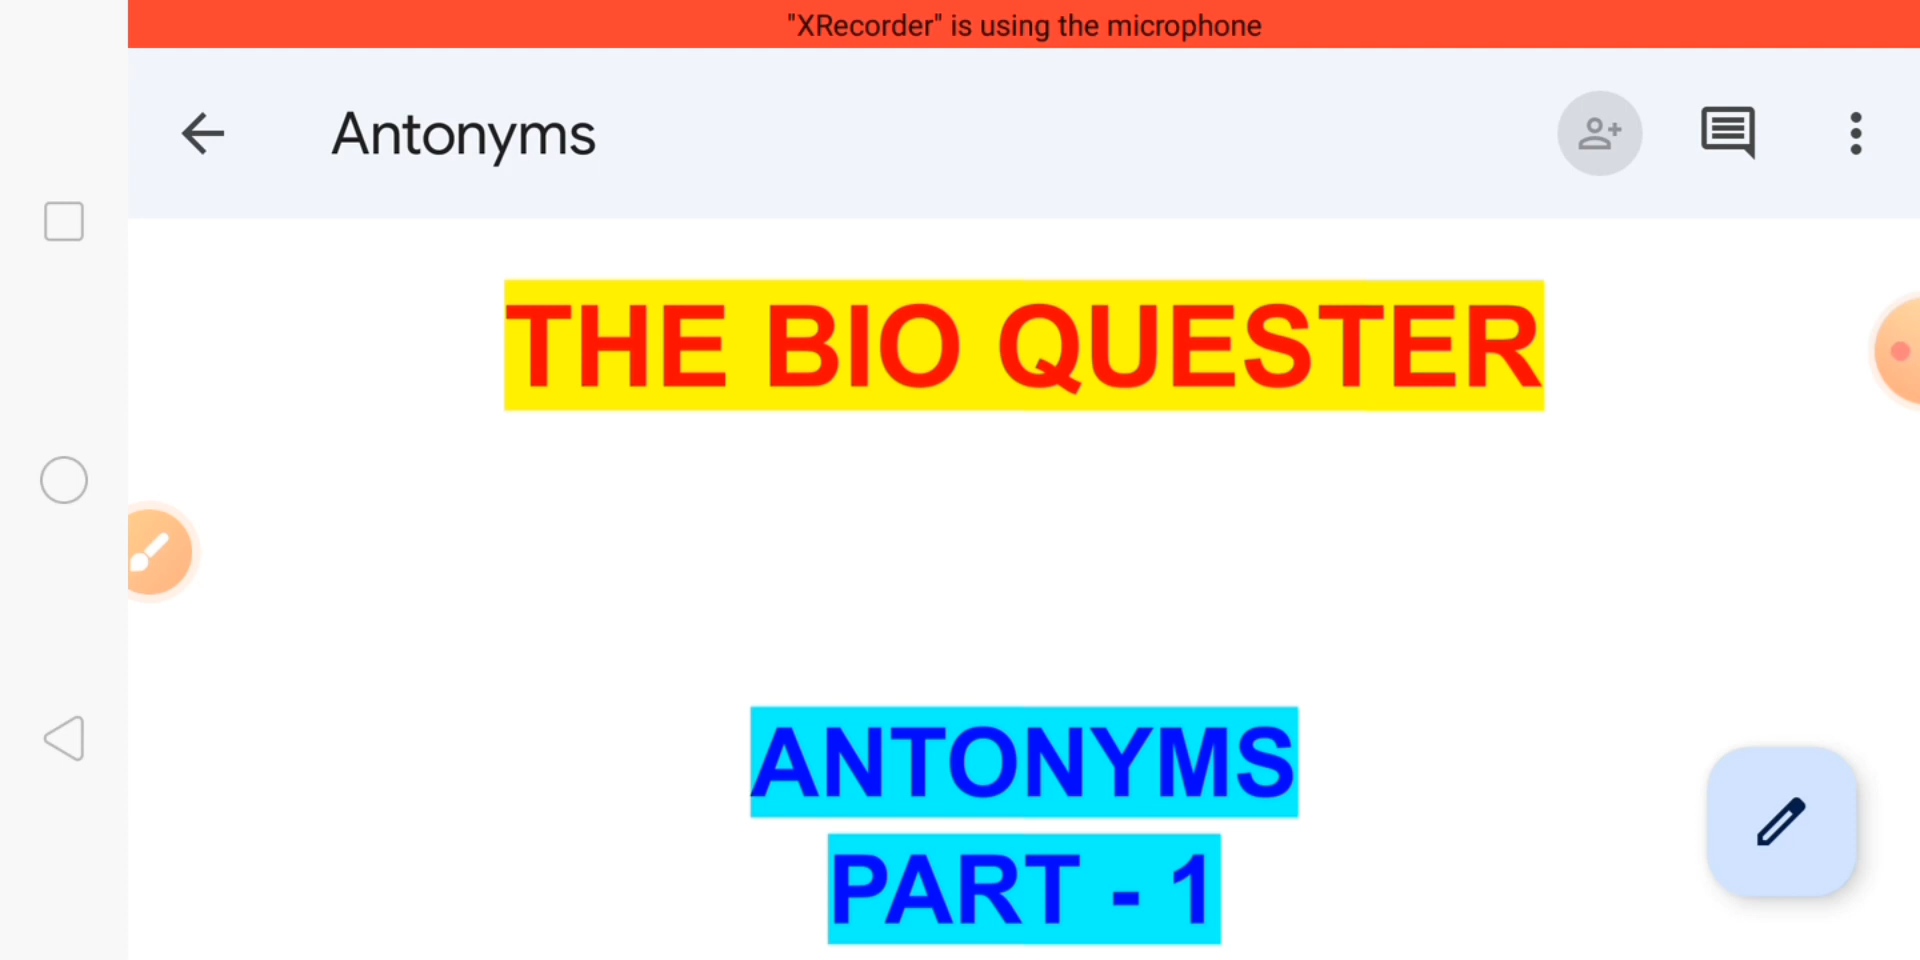 "XRecorder" is using the microphone
Antonyms
THE BIO QUESTER
ANTONYMS
PART - 1